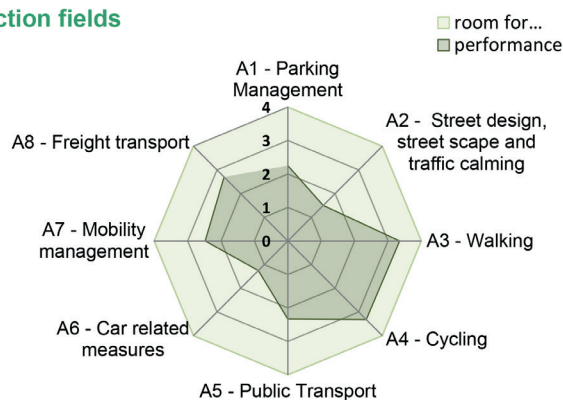 ction fields
room for...
performance
A1 - Parking
Management
A2 - Street design,
street scape and
traffic calming
A3 - Walking
A4 - Cycling
A5 - Public Transport
A6 - Car related
measures
A7 - Mobility
management
A8 - Freight transport
4
3
2
1
0